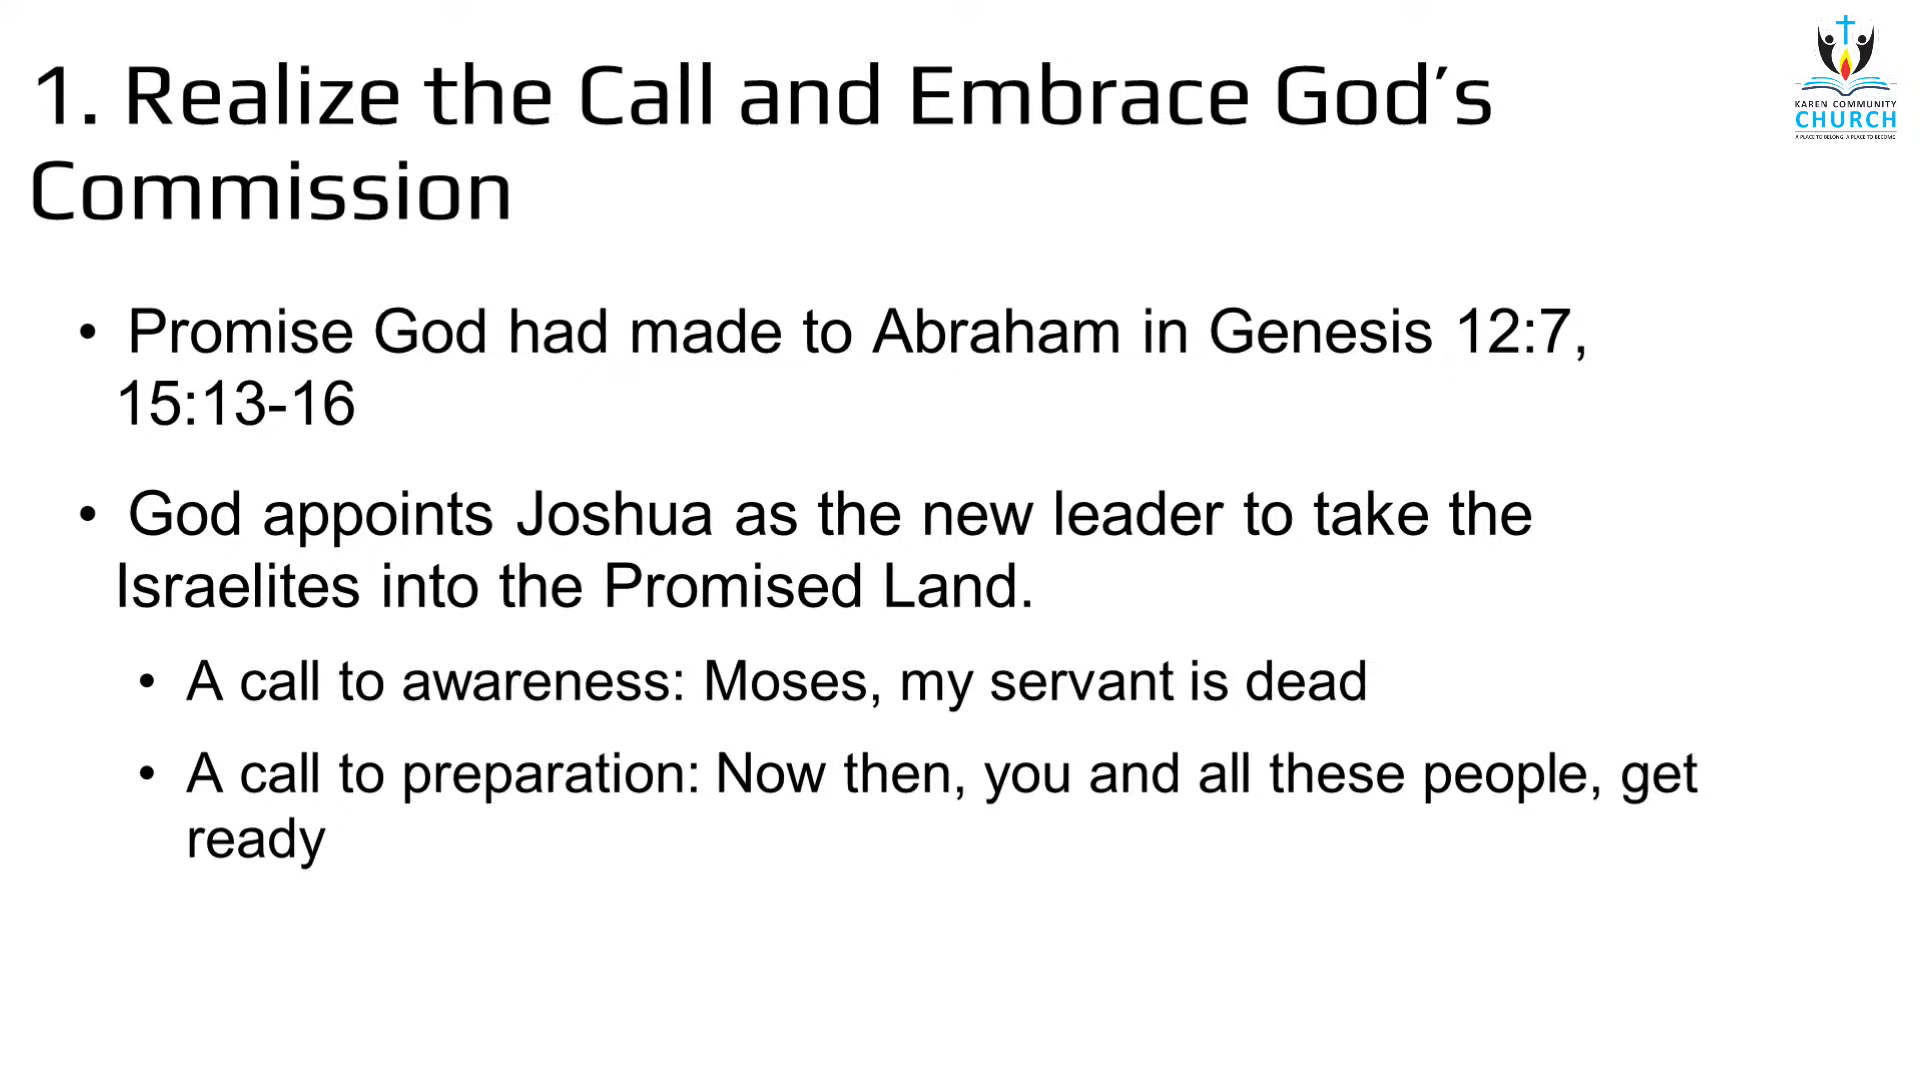 1. Realize the Call and Embrace God's
Commission
KAREN COMMUNITY
CHURCH
A PLACE TO BELONG, A PLACE TO BECOME
• Promise God had made to Abraham in Genesis 12:7,
15:13-16
• God appoints Joshua as the new leader to take the
Israelites into the Promised Land.
• A call to awareness: Moses, my servant is dead
• A call to preparation: Now then, you and all these people, get
ready